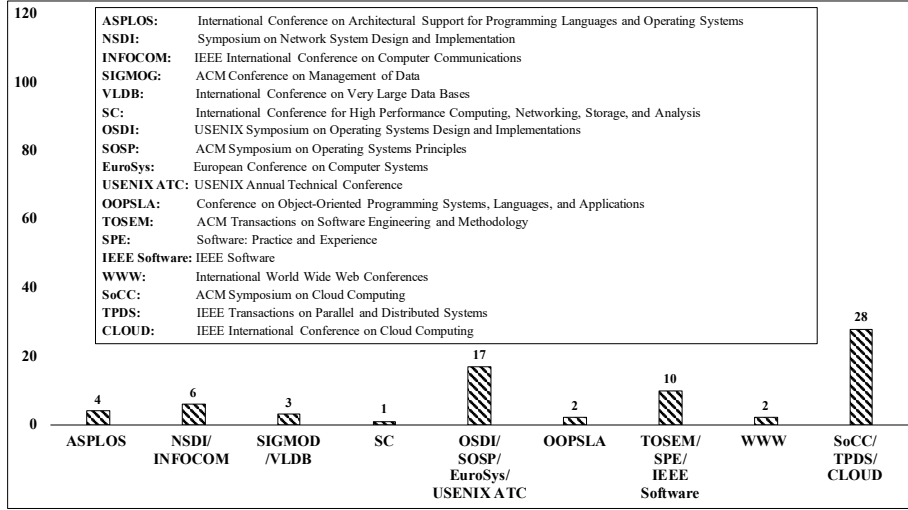 120
100
80
60
40
20
0
ASPLOS: International Conference on Architectural Support for Programming Languages and Operating Systems
NSDI: Symposium on Network System Design and Implementation
INFOCOM: IEEE International Conference on Computer Communications
SIGMOG: ACM Conference on Management of Data
VLDB: International Conference on Very Large Data Bases
SC: International Conference for High Performance Computing, Networking, Storage, and Analysis
OSDI: USENIX Symposium on Operating Systems Design and Implementations
SOSP: ACM Symposium on Operating Systems Principles
EuroSys: European Conference on Computer Systems
USENIX ATC: USENIX Annual Technical Conference
OOPSLA: Conference on Object-Oriented Programming Systems, Languages, and Applications
TOSEM: ACM Transactions on Software Engineering and Methodology
SPE: Software: Practice and Experience
IEEE Software: IEEE Software
WWW: International World Wide Web Conferences
SoCC: ACM Symposium on Cloud Computing
TPDS: IEEE Transactions on Parallel and Distributed Systems
CLOUD: IEEE International Conference on Cloud Computing
4
6
3
1
17
2
10
2
28
ASPLOS
NSDI/
INFOCOM
SIGMOD
/VLDB
SC
OSDI/
SOSP/
EuroSys/
USENIX ATC
OOPSLA
TOSEM/
SPE/
IEEE
Software
WWW
SoCC/
TPDS/
CLOUD